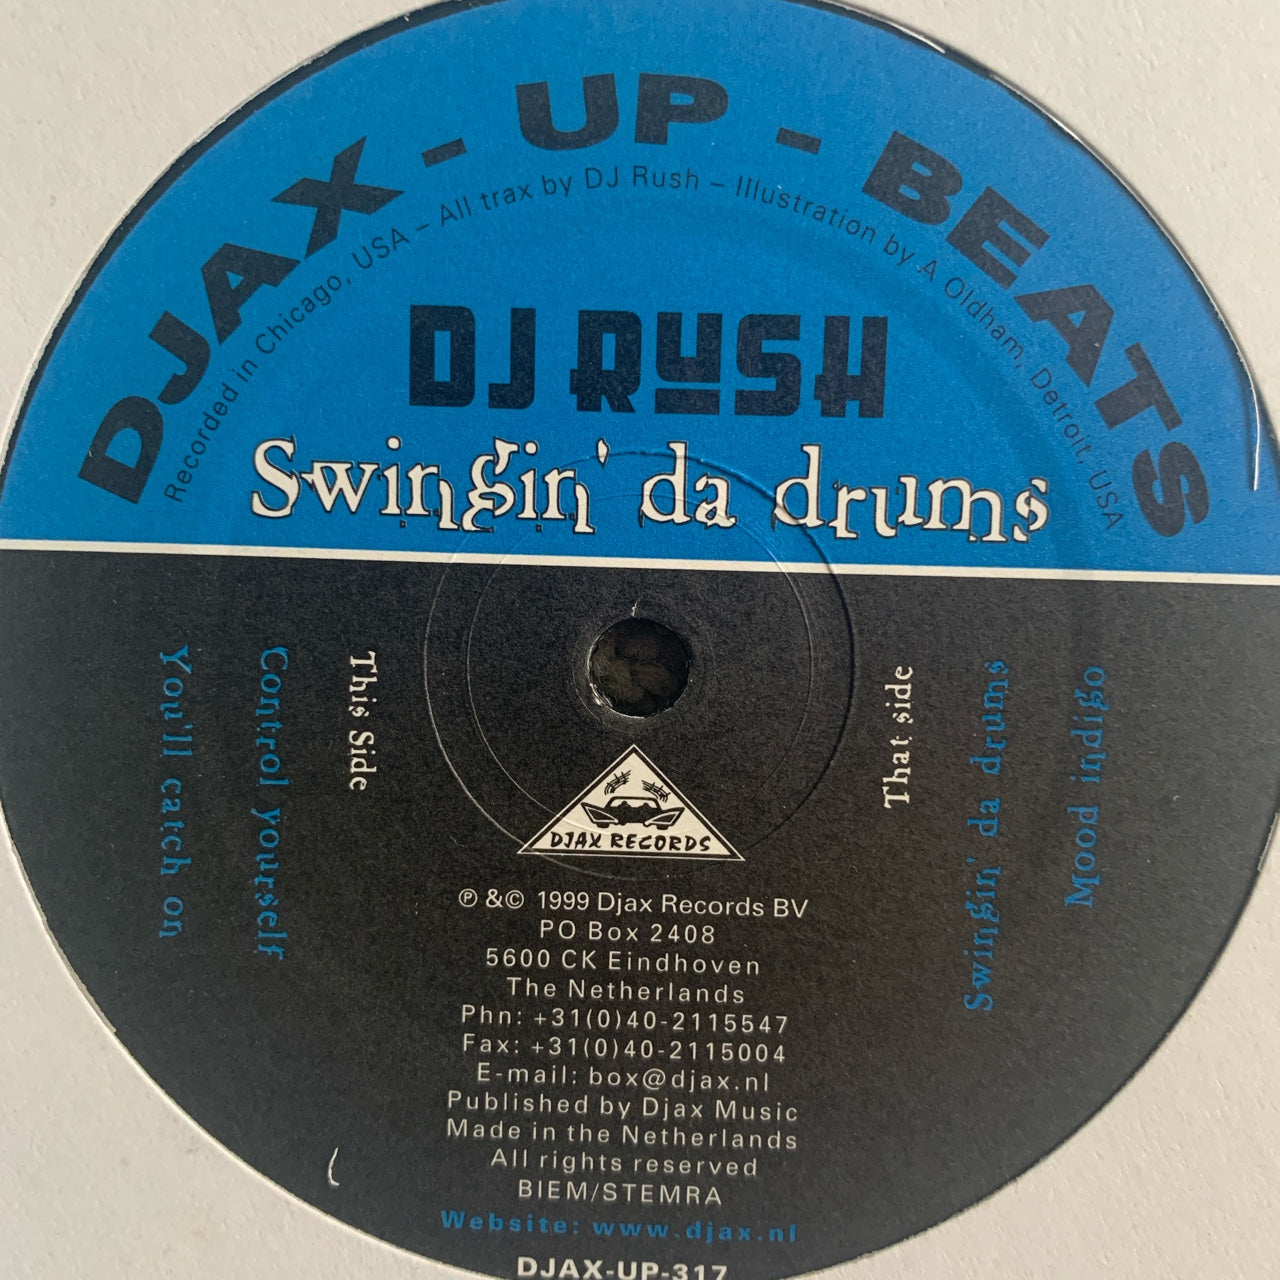 DJAX - UP - BEATS
Recorded in Chicago, USA – All trax by DJ Rush – Illustration by A Oldham, Detroit, USA
DJ RuSH
Swingin' da drums
This Side
Control yourself
You'll catch on
That side
Swingin' da drums
Mood indigo
DJAX RECORDS
℗ &© 1999 Djax Records BV
PO Box 2408
5600 CK Eindhoven
The Netherlands
Phn: +31(0)40-2115547
Fax: +31(0)40-2115004
E-mail: box@djax.nl
Published by Djax Music
Made in the Netherlands
All rights reserved
BIEM/STEMRA
Website: www.djax.nl
DJAX-UP-317